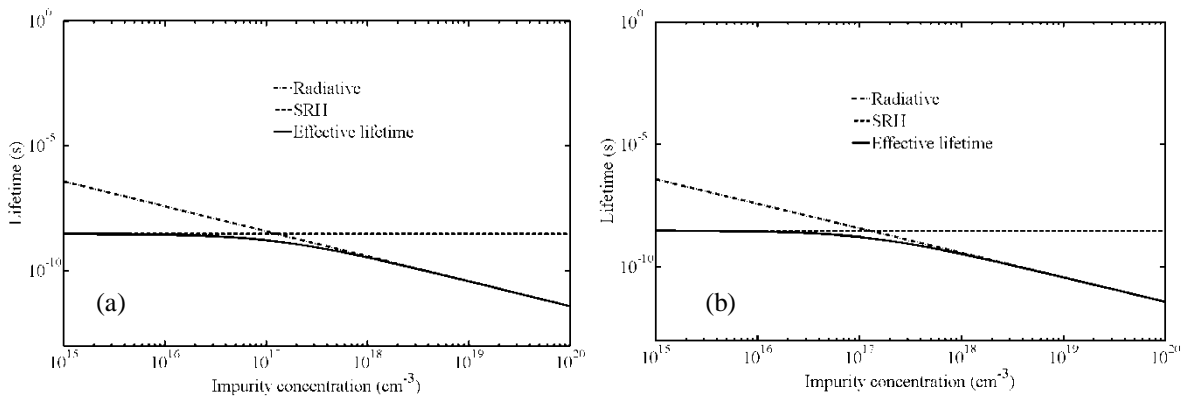 10^0
10^-5
10^-10
Lifetime (s)
Radiative
SRH
Effective lifetime
(a)
10^15 10^16 10^17 10^18 10^19 10^20
Impurity concentration (cm^-3)
10^0
10^-5
10^-10
Lifetime (s)
Radiative
SRH
Effective lifetime
(b)
10^15 10^16 10^17 10^18 10^19 10^20
Impurity concentration (cm^-3)